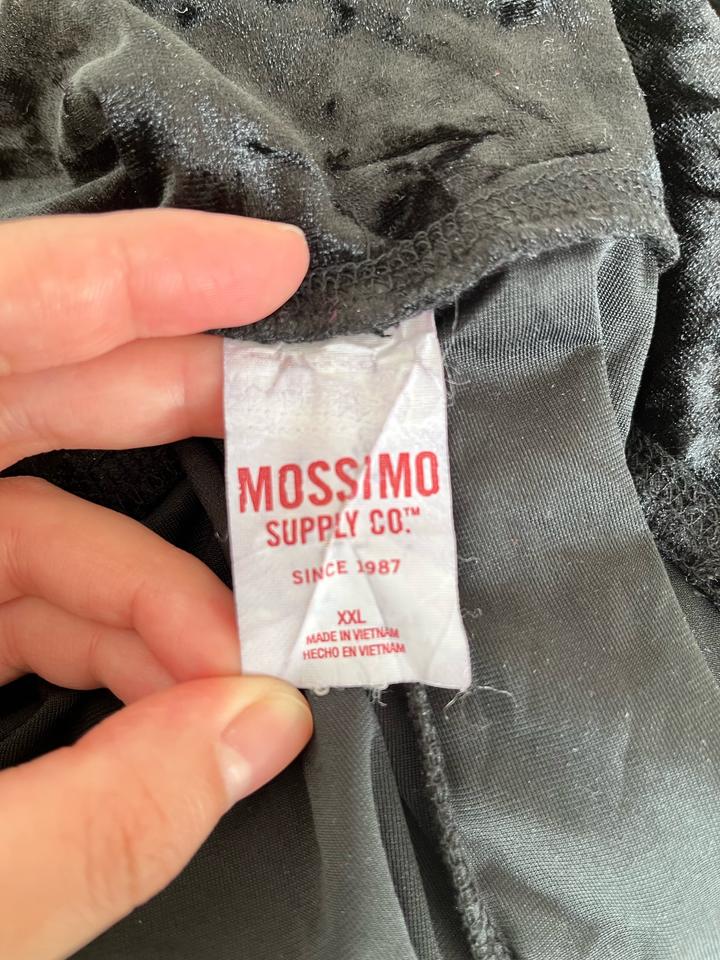 MOSSIMO
SUPPLY CO.™
SINCE 1987
XXL
MADE IN VIETNAM
HECHO EN VIETNAM